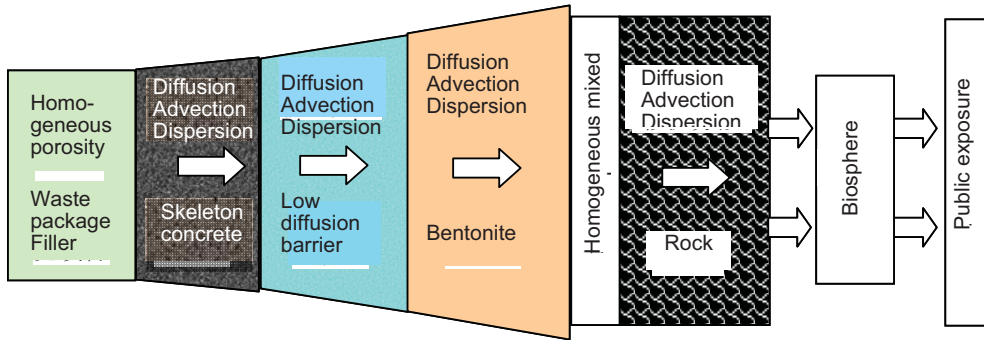 Homo-
geneous
porosity
Waste
package
Filler
Diffusion
Advection
Dispersion
Skeleton
concrete
Diffusion
Advection
Dispersion
Low
diffusion
barrier
Diffusion
Advection
Dispersion
Bentonite
Homogeneous mixed
Diffusion
Advection
Dispersion
Rock
Biosphere
Public exposure